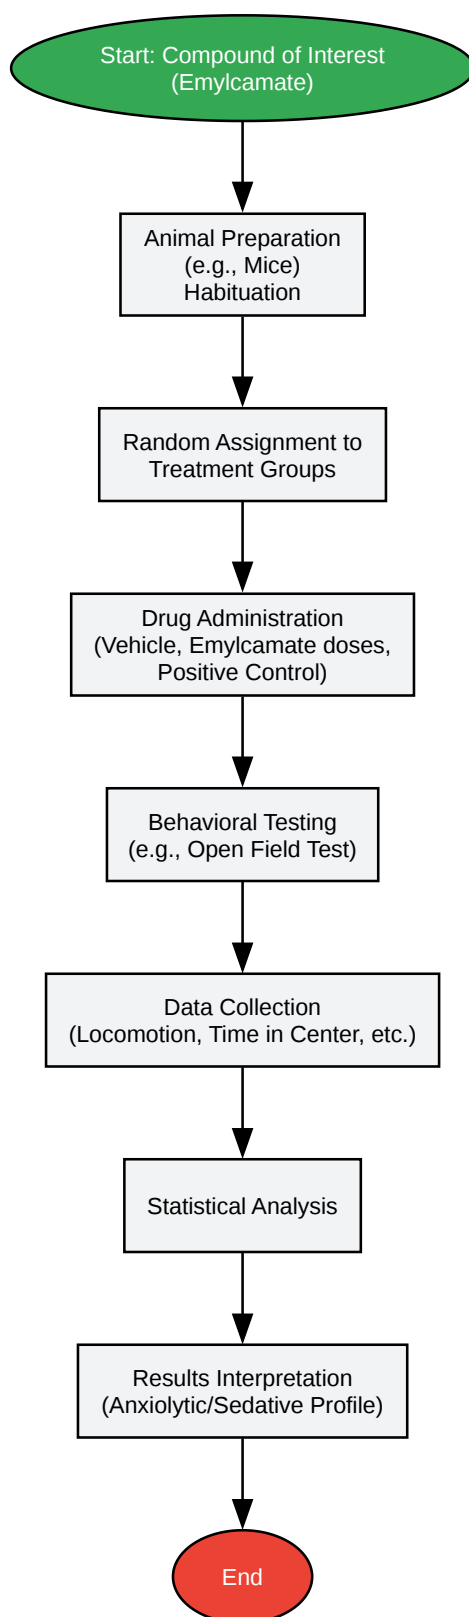 Start: Compound of Interest
(Emylcamate)
Animal Preparation
(e.g., Mice)
Habituation
Random Assignment to
Treatment Groups
Drug Administration
(Vehicle, Emylcamate doses,
Positive Control)
Behavioral Testing
(e.g., Open Field Test)
Data Collection
(Locomotion, Time in Center, etc.)
Statistical Analysis
Results Interpretation
(Anxiolytic/Sedative Profile)
End